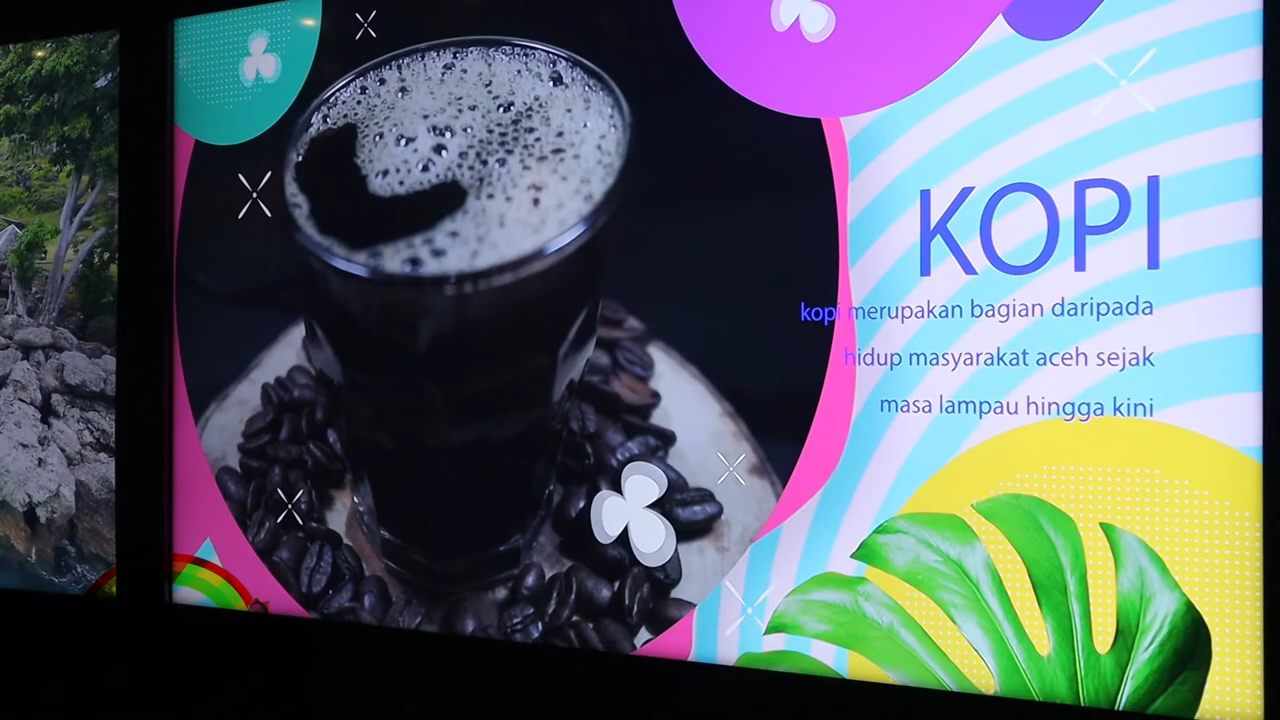 KOPI
kopi merupakan bagian daripada
hidup masyarakat aceh sejak
masa lampau hingga kini